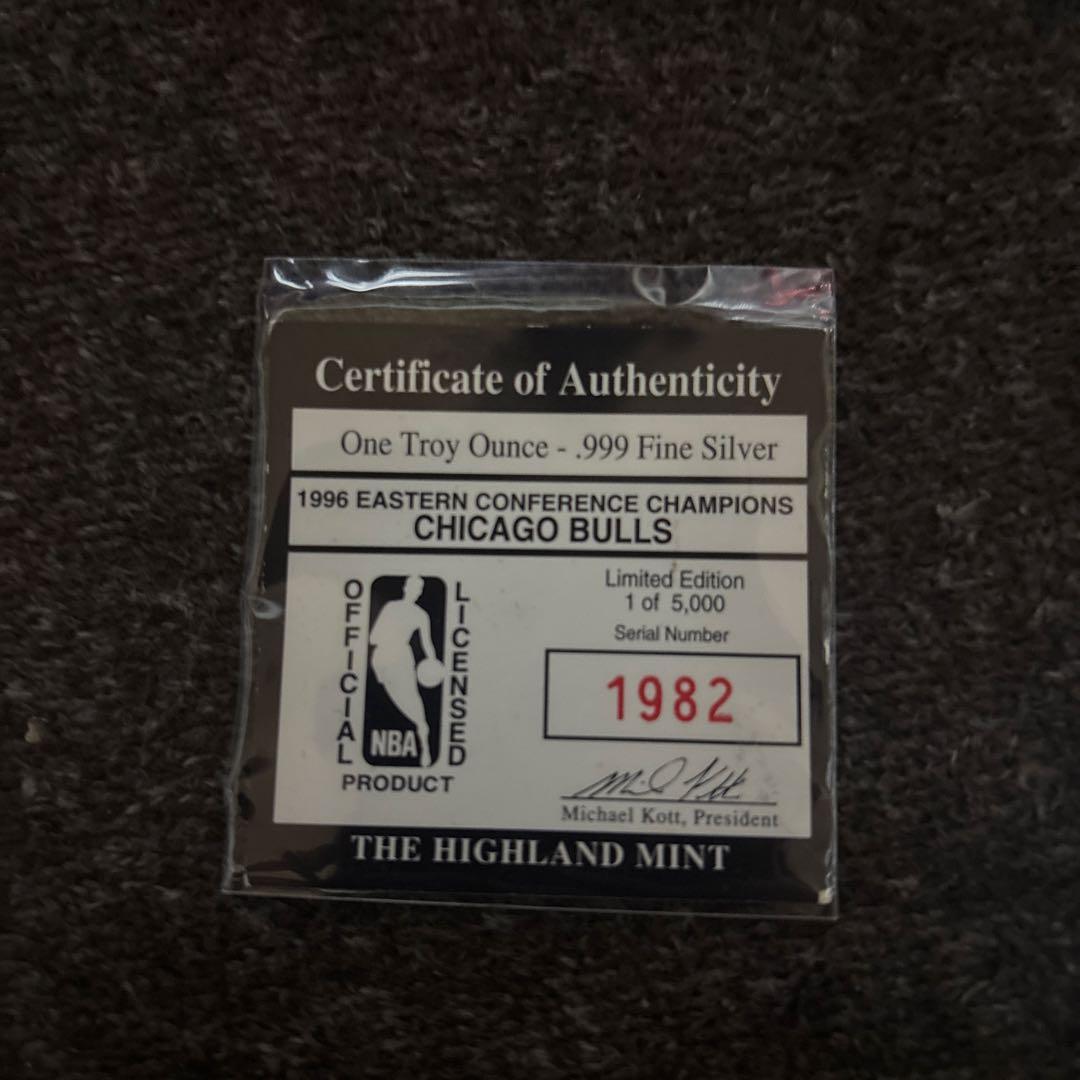 Certificate of Authenticity
One Troy Ounce - .999 Fine Silver
1996 EASTERN CONFERENCE CHAMPIONS
CHICAGO BULLS
OFFICIAL
NBA
LICENSED
PRODUCT
Limited Edition
1 of 5,000
Serial Number
1982
Michael Kott, President
THE HIGHLAND MINT